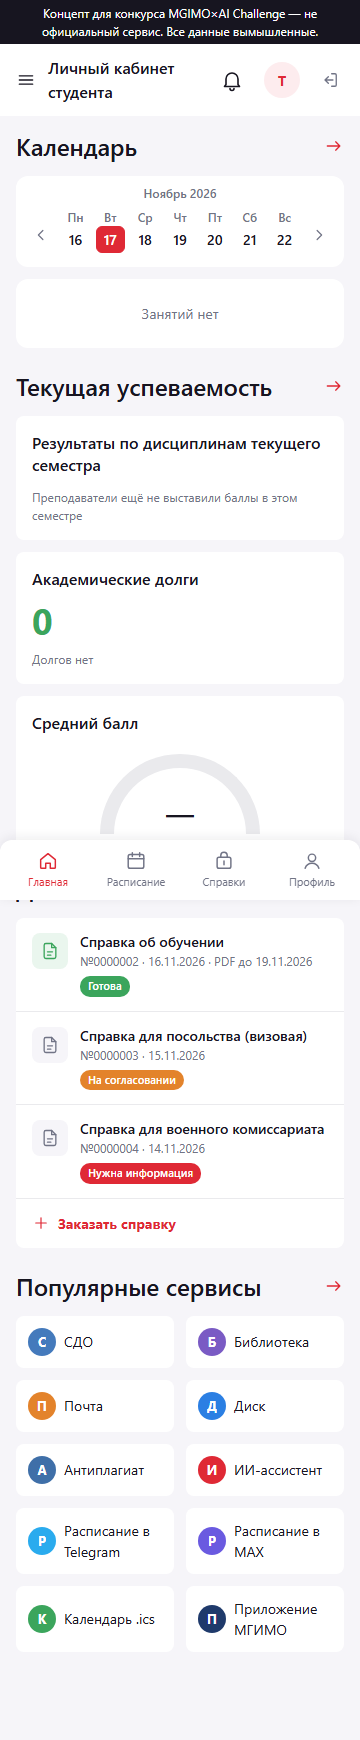 Концепт для конкурса MGIMO×AI Challenge — не
официальный сервис. Все данные вымышленные.
Личный кабинет
студента
Т
Календарь
Ноябрь 2026
Пн Вт Ср Чт Пт Сб Вс
16 17 18 19 20 21 22
Занятий нет
Текущая успеваемость
Результаты по дисциплинам текущего
семестра
Преподаватели ещё не выставили баллы в этом
семестре
Академические долги
0
Долгов нет
Средний балл
—
Главная Расписание Справки Профиль
Справка об обучении
№0000002 · 16.11.2026 · PDF до 19.11.2026
Готова
Справка для посольства (визовая)
№0000003 · 15.11.2026
На согласовании
Справка для военного комиссариата
№0000004 · 14.11.2026
Нужна информация
+ Заказать справку
Популярные сервисы
С СДО
Б Библиотека
П Почта
Д Диск
А Антиплагиат
И ИИ-ассистент
Р Расписание в
Telegram
Р Расписание в
MAX
К Календарь .ics
П Приложение
МГИМО